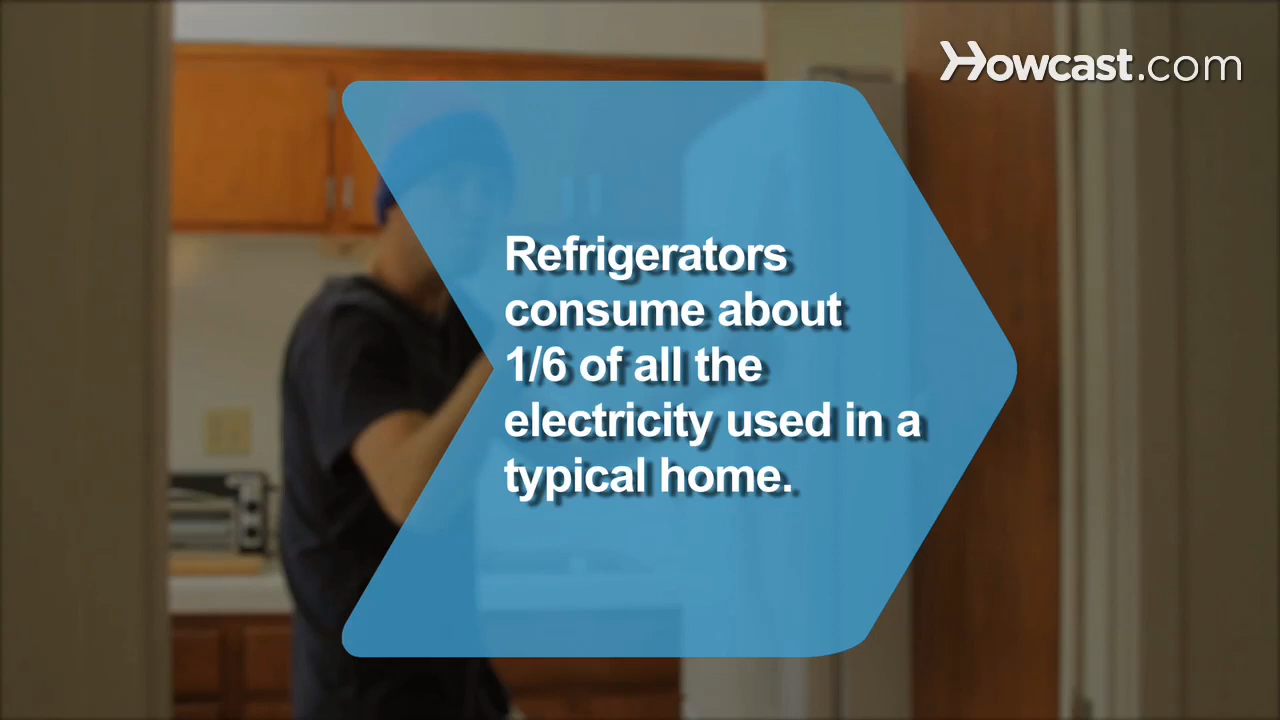 Howcast.com
Refrigerators
consume about
1/6 of all the
electricity used in a
typical home.